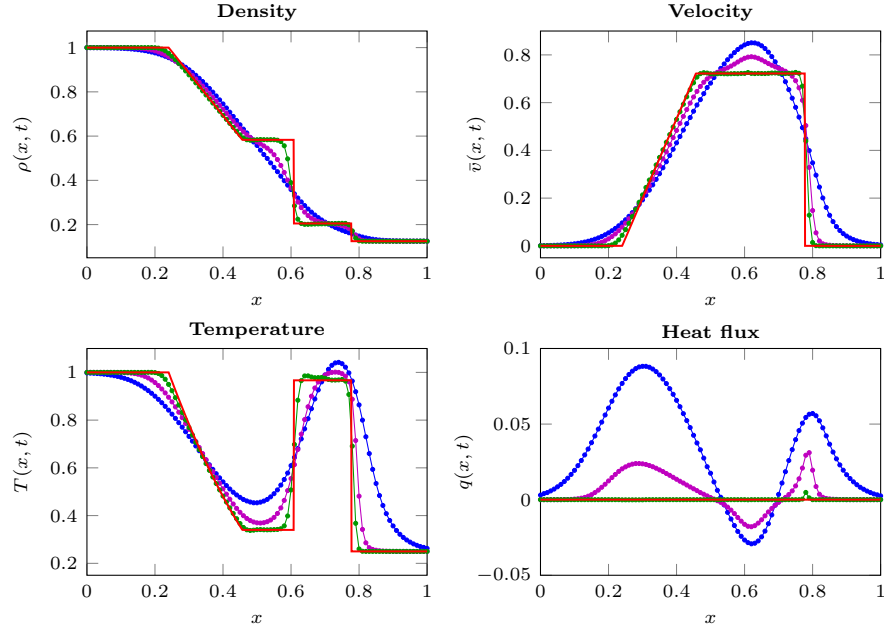 Density
1
0.8
0.6
0.4
0.2
0 0.2 0.4 0.6 0.8 1
x
ρ(x, t)
Velocity
0.8
0.6
0.4
0.2
0
0 0.2 0.4 0.6 0.8 1
x
v̄(x, t)
Temperature
1
0.8
0.6
0.4
0.2
0 0.2 0.4 0.6 0.8 1
x
T(x, t)
Heat flux
0.1
0.05
0
−0.05
0 0.2 0.4 0.6 0.8 1
x
q(x, t)